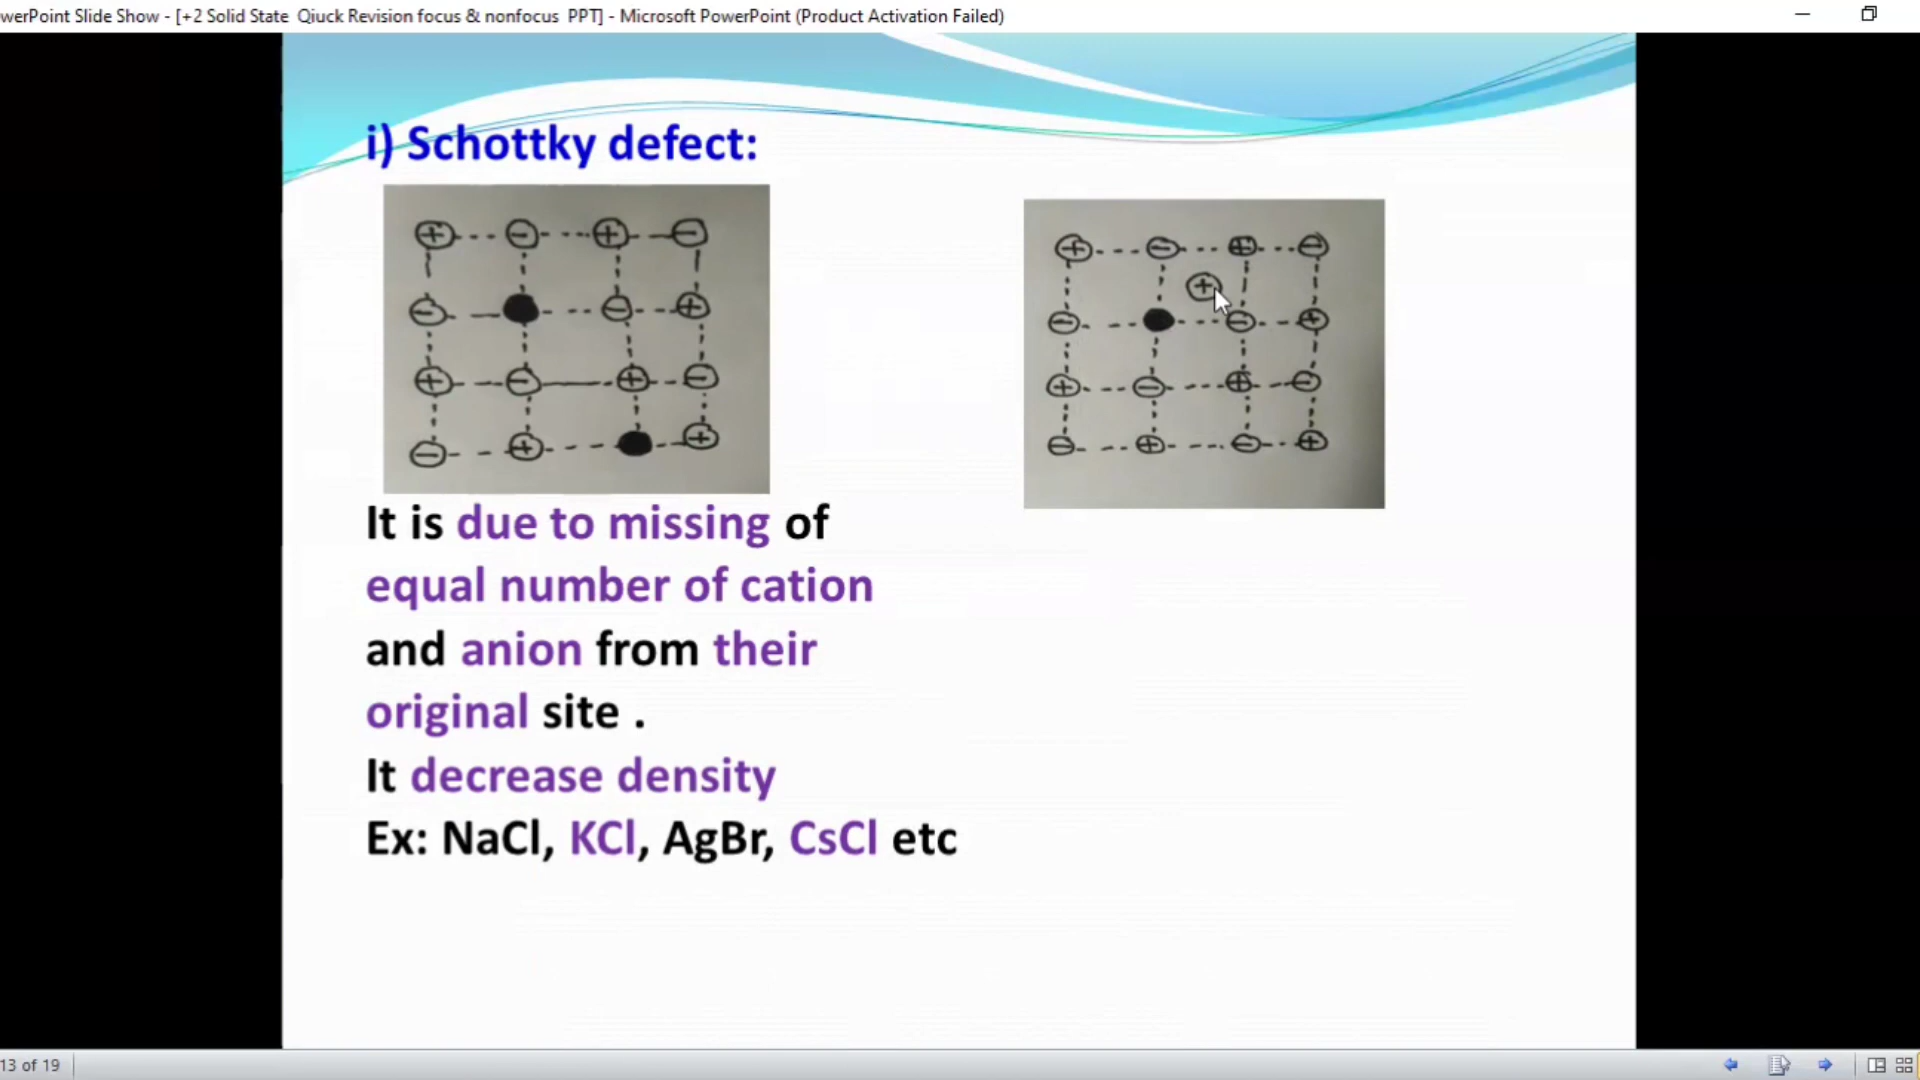 werPoint Slide Show - [+2 Solid State Qiuck Revision focus & nonfocus PPT] - Microsoft PowerPoint (Product Activation Failed)
i) Schottky defect:
It is due to missing of
equal number of cation
and anion from their
original site .
It decrease density
Ex: NaCl, KCl, AgBr, CsCl etc
13 of 19